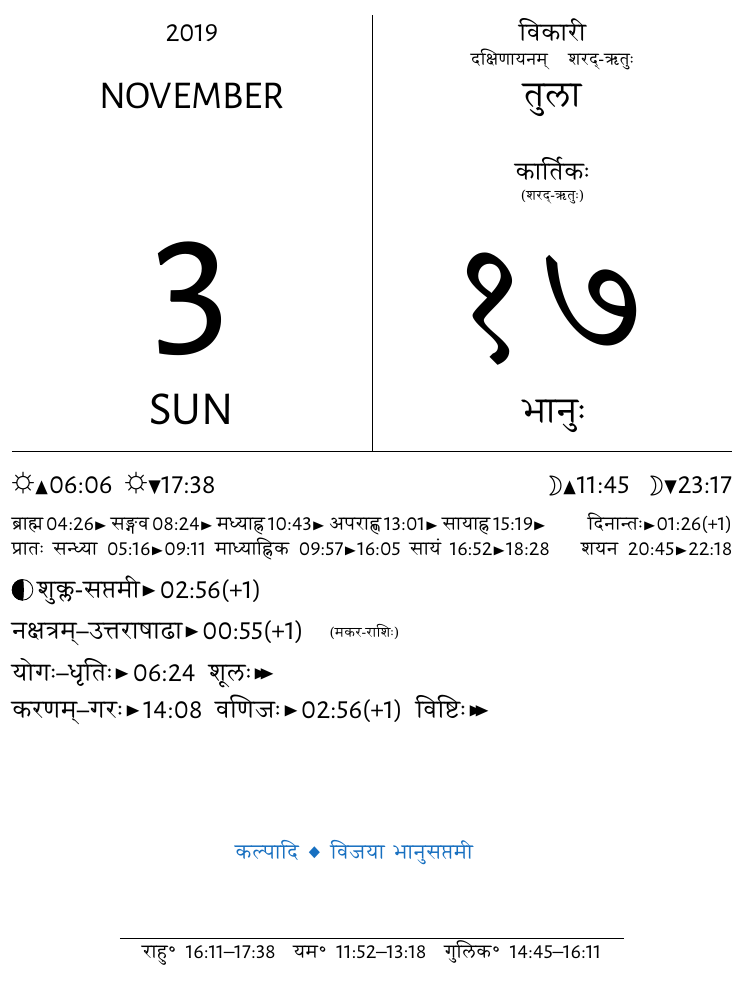 2019
NOVEMBER
3
SUN
विकारी
दक्षिणायनम् शरद्-ऋतुः
तुला
कार्तिकः
(शरद्-ऋतुः)
१७
भानुः
☼▲06:06 ☼▼17:38 ☽▲11:45 ☽▼23:17
ब्राह्म 04:26► सङ्गव 08:24► मध्याह्न 10:43► अपराह्ण 13:01► सायाह्न 15:19► दिनान्तः►01:26(+1)
प्रातः सन्ध्या 05:16►09:11 माध्याह्निक 09:57►16:05 सायं 16:52►18:28 शयन 20:45►22:18
शुक्ल-सप्तमी►02:56(+1)
नक्षत्रम्–उत्तराषाढा►00:55(+1) (मकर-राशिः)
योगः–धृतिः►06:24 शूलः►►
करणम्–गरः►14:08 वणिजः►02:56(+1) विष्टिः►►
कल्पादि ◆ विजया भानुसप्तमी
राहु॰ 16:11–17:38 यम॰ 11:52–13:18 गुलिक॰ 14:45–16:11